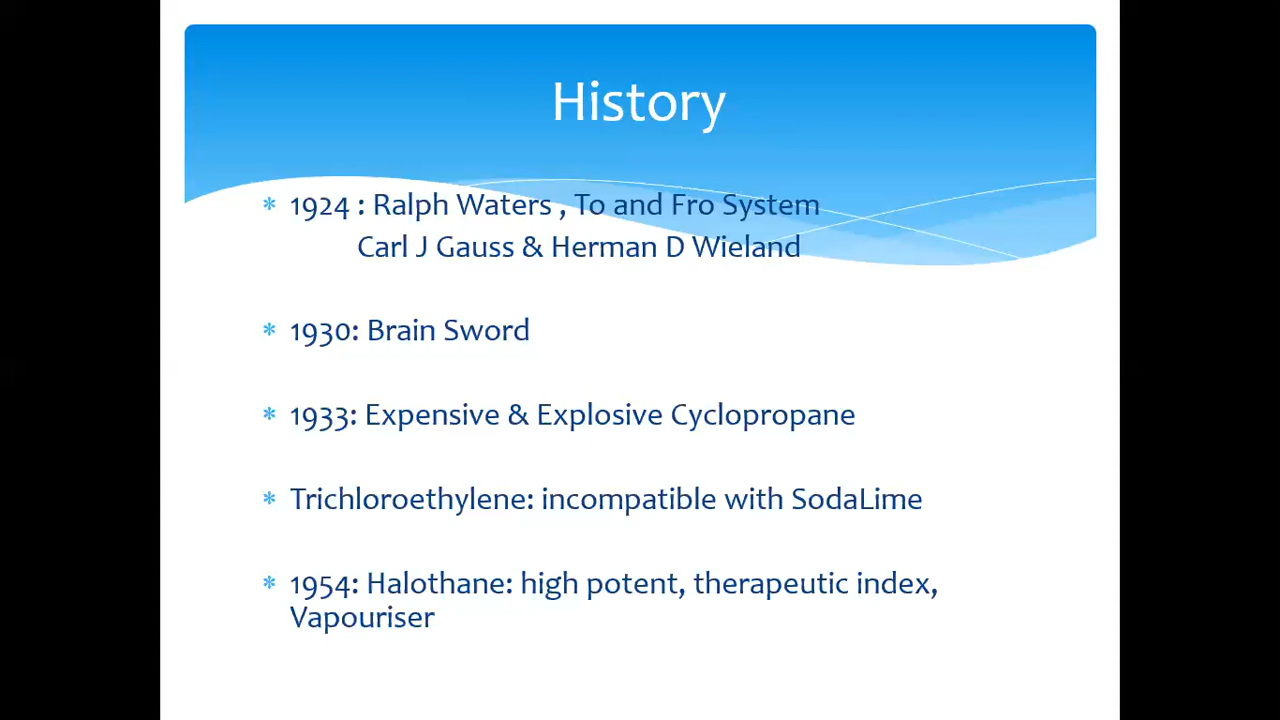 History
* 1924 : Ralph Waters , To and Fro System
Carl J Gauss & Herman D Wieland
* 1930: Brain Sword
* 1933: Expensive & Explosive Cyclopropane
* Trichloroethylene: incompatible with SodaLime
* 1954: Halothane: high potent, therapeutic index,
Vapouriser